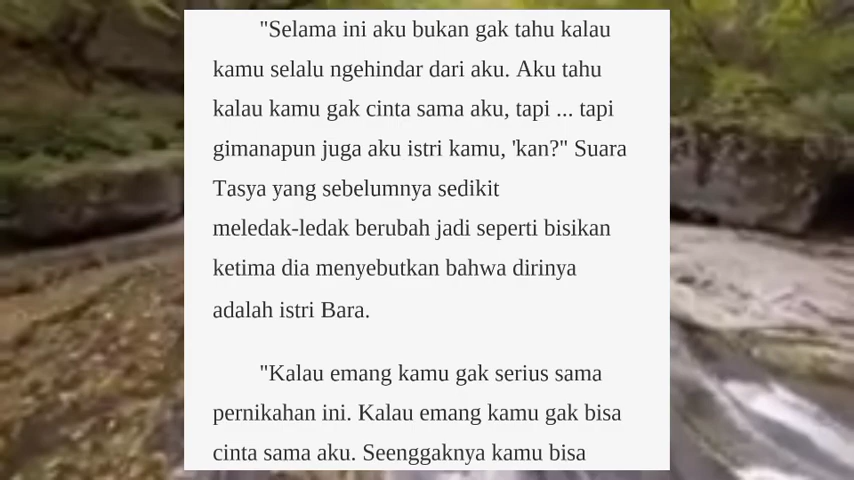 "Selama ini aku bukan gak tahu kalau
kamu selalu ngehindar dari aku. Aku tahu
kalau kamu gak cinta sama aku, tapi ... tapi
gimanapun juga aku istri kamu, 'kan?" Suara
Tasya yang sebelumnya sedikit
meledak-ledak berubah jadi seperti bisikan
ketima dia menyebutkan bahwa dirinya
adalah istri Bara.
"Kalau emang kamu gak serius sama
pernikahan ini. Kalau emang kamu gak bisa
cinta sama aku. Seenggaknya kamu bisa